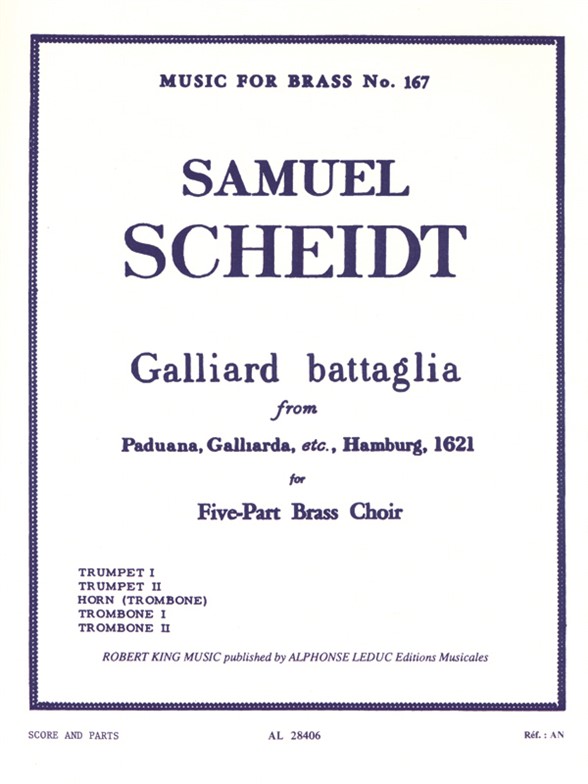 MUSIC FOR BRASS No. 167
SAMUEL
SCHEIDT
Galliard battaglia
from
Paduana, Galliarda, etc., Hamburg, 1621
for
Five-Part Brass Choir
TRUMPET I
TRUMPET II
HORN (TROMBONE)
TROMBONE I
TROMBONE II
ROBERT KING MUSIC published by ALPHONSE LEDUC Editions Musicales
SCORE AND PARTS AL 28406 Réf. : AN